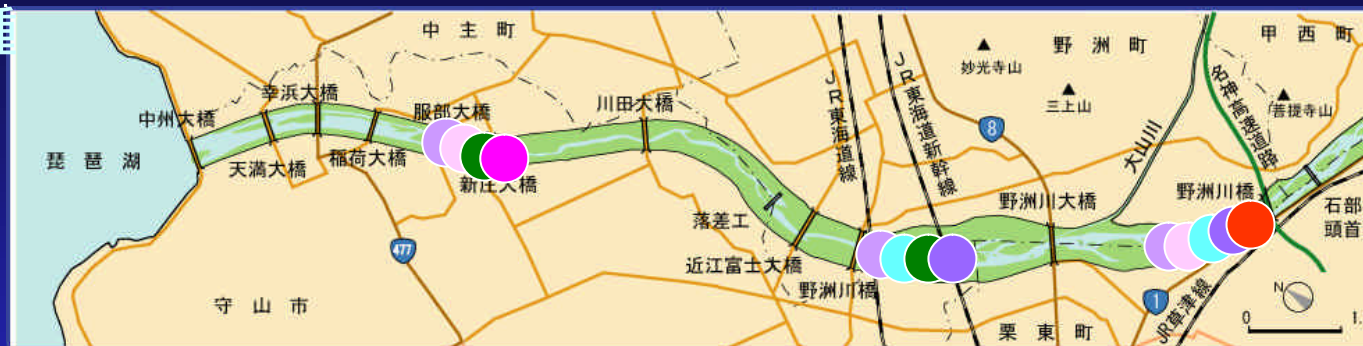 中主町
野洲町
甲西町
妙光寺山
三上山
菩提寺山
JR東海道線
JR東海道新幹線
名神高速道路
大山川
8
中州大橋
幸浜大橋
服部大橋
川田大橋
琵琶湖
天満大橋
稲荷大橋
新庄大橋
落差工
野洲川大橋
野洲川橋
石部
頭首
477
近江富士大橋
野洲川橋
守山市
栗東町
1
JR草津線
N
0
1.